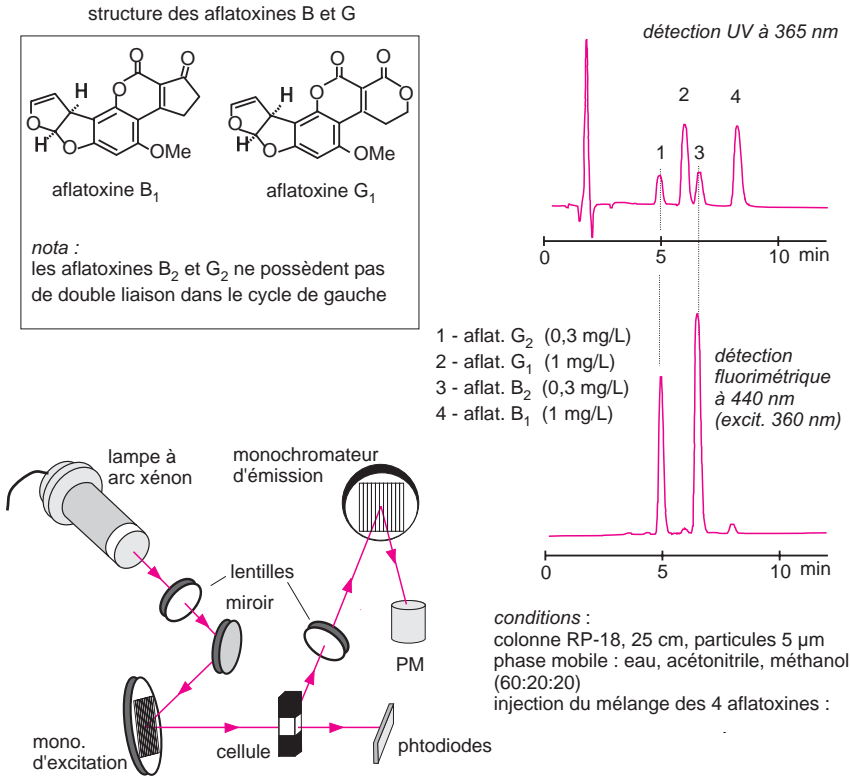 structure des aflatoxines B et G
O
O
O
H
O
H
O
OMe
aflatoxine B1
O
O
O
O
H
O
H
O
OMe
aflatoxine G1
nota :
les aflatoxines B2 et G2 ne possèdent pas
de double liaison dans le cycle de gauche
détection UV à 365 nm
1
2
3
4
0
5
10
min
1 - aflat. G2 (0,3 mg/L)
2 - aflat. G1 (1 mg/L)
3 - aflat. B2 (0,3 mg/L)
4 - aflat. B1 (1 mg/L)
détection
fluorimétrique
à 440 nm
(excit. 360 nm)
0
5
10
min
lampe à
arc xénon
monochromateur
d'émission
lentilles
miroir
PM
mono.
d'excitation
cellule
phtodiodes
conditions :
colonne RP-18, 25 cm, particules 5 µm
phase mobile : eau, acétonitrile, méthanol
(60:20:20)
injection du mélange des 4 aflatoxines :